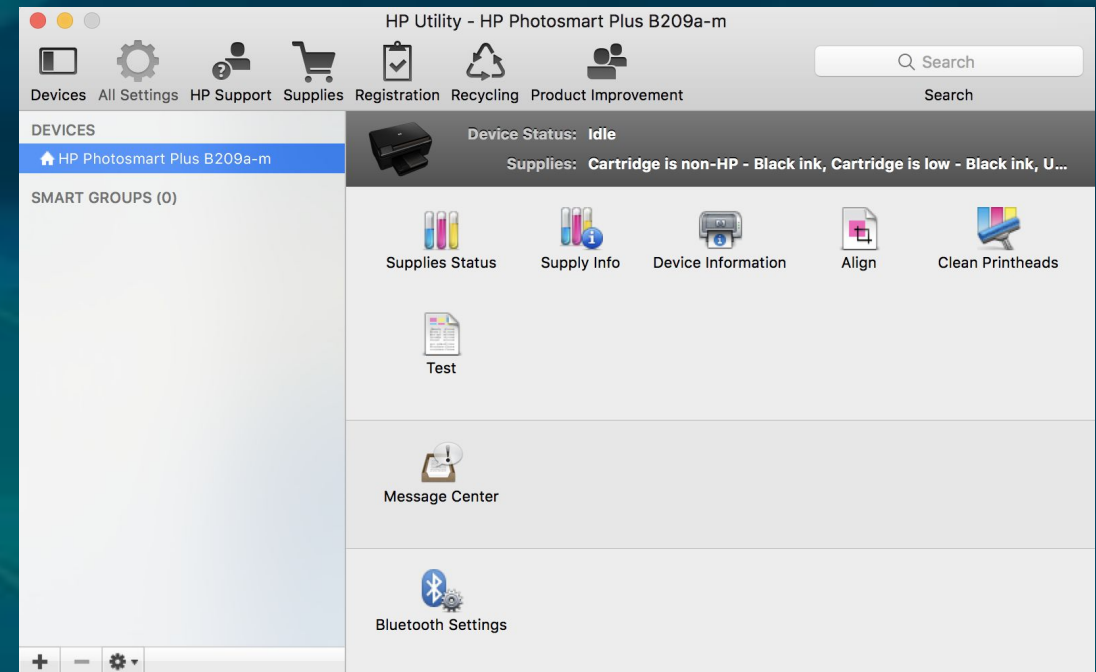 HP Utility - HP Photosmart Plus B209a-m
Search
Devices All Settings HP Support Supplies Registration Recycling Product Improvement Search
DEVICES
HP Photosmart Plus B209a-m
SMART GROUPS (0)
Device Status: Idle
Supplies: Cartridge is non-HP - Black ink, Cartridge is low - Black ink, U...
Supplies Status Supply Info Device Information Align Clean Printheads
Test
Message Center
Bluetooth Settings